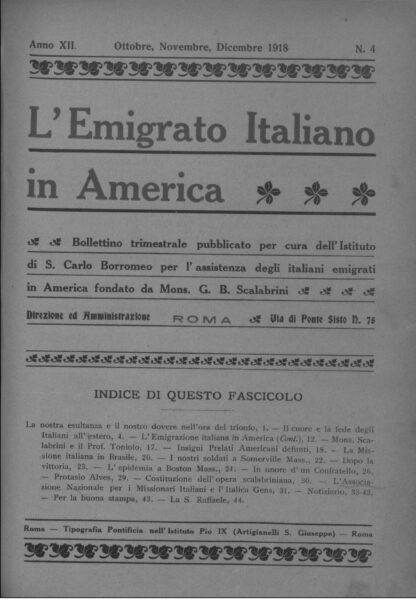 Anno XII. Ottobre, Novembre, Dicembre 1918 N. 4
L'Emigrato Italiano
in America
Bollettino trimestrale pubblicato per cura dell'Istituto
di S. Carlo Borromeo per l'assistenza degli italiani emigrati
in America fondato da Mons. G. B. Scalabrini
Direzione ed Amministrazione ROMA Via di Ponte Sisto N. 75
INDICE DI QUESTO FASCICOLO
La nostra esultanza e il nostro dovere nell'ora del trionfo, 1. — Il cuore e la fede degli
Italiani all'estero, 4. — L'Emigrazione italiana in America (Cont.), 12. — Mons. Sca-
labrini e il Prof. Toniolo, 17. — Insigni Prelati Americani defunti, 18. — La Mis-
sione italiana in Brasile, 20. — I nostri soldati a Somerville Mass., 22. — Dopo la
vittoria, 23. — L'epidemia a Boston Mass., 24. — In onore d'un Confratello, 26.
— Protasio Alves, 29. — Costituzione dell'opera scalabriniana, 30. — L'Associa-
zione Nazionale per i Missionari Italiani e l'Italica Gens, 31. — Notiziario, 33-43.
— Per la buona stampa, 43. — La S. Raffaele, 44.
Roma — Tipografia Pontificia nell'Istituto Pio IX (Artigianelli S. Giuseppe) — Roma